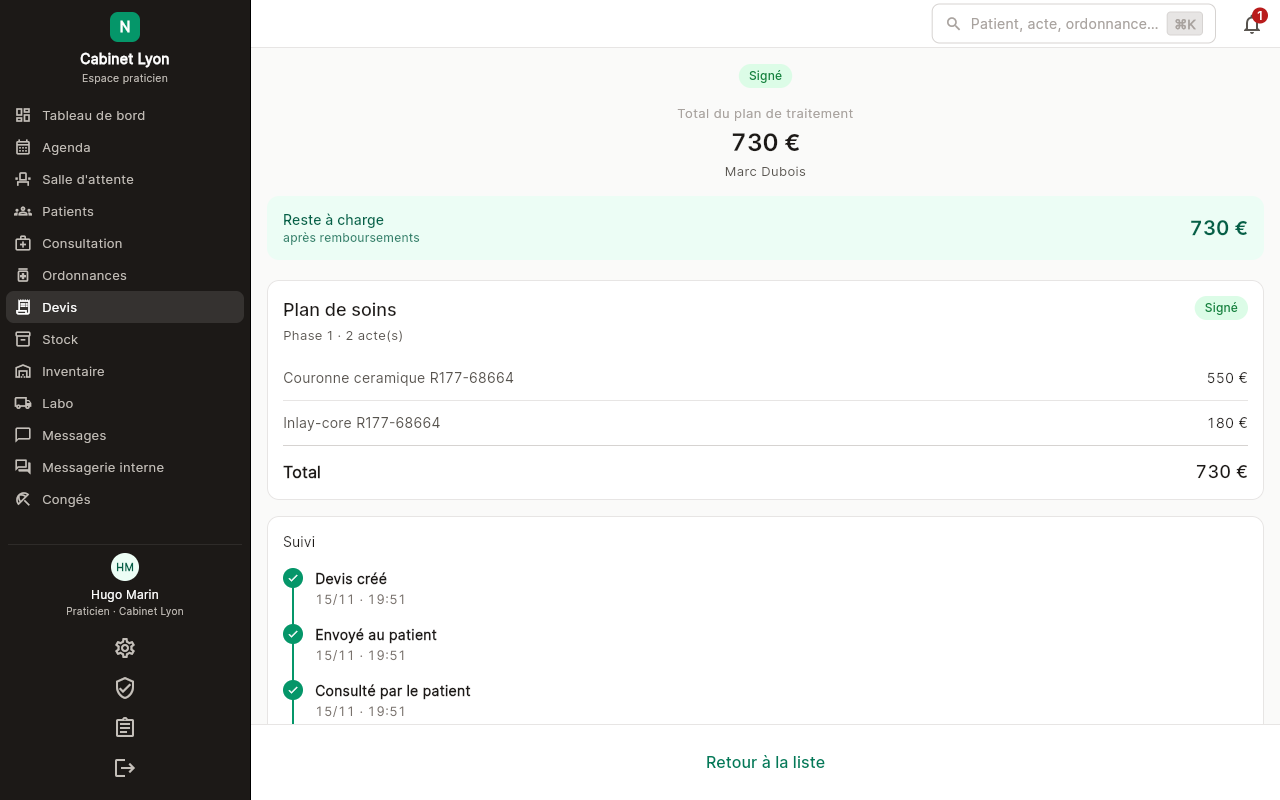 N
Cabinet Lyon
Espace praticien
Tableau de bord
Agenda
Salle d'attente
Patients
Consultation
Ordonnances
Devis
Stock
Inventaire
Labo
Messages
Messagerie interne
Congés
HM
Hugo Marin
Praticien · Cabinet Lyon
Patient, acte, ordonnance... ⌘K
1
Signé
Total du plan de traitement
730 €
Marc Dubois
Reste à charge
après remboursements
730 €
Plan de soins
Signé
Phase 1 · 2 acte(s)
Couronne ceramique R177-68664 550 €
Inlay-core R177-68664 180 €
Total 730 €
Suivi
Devis créé
15/11 · 19:51
Envoyé au patient
15/11 · 19:51
Consulté par le patient
15/11 · 19:51
Retour à la liste